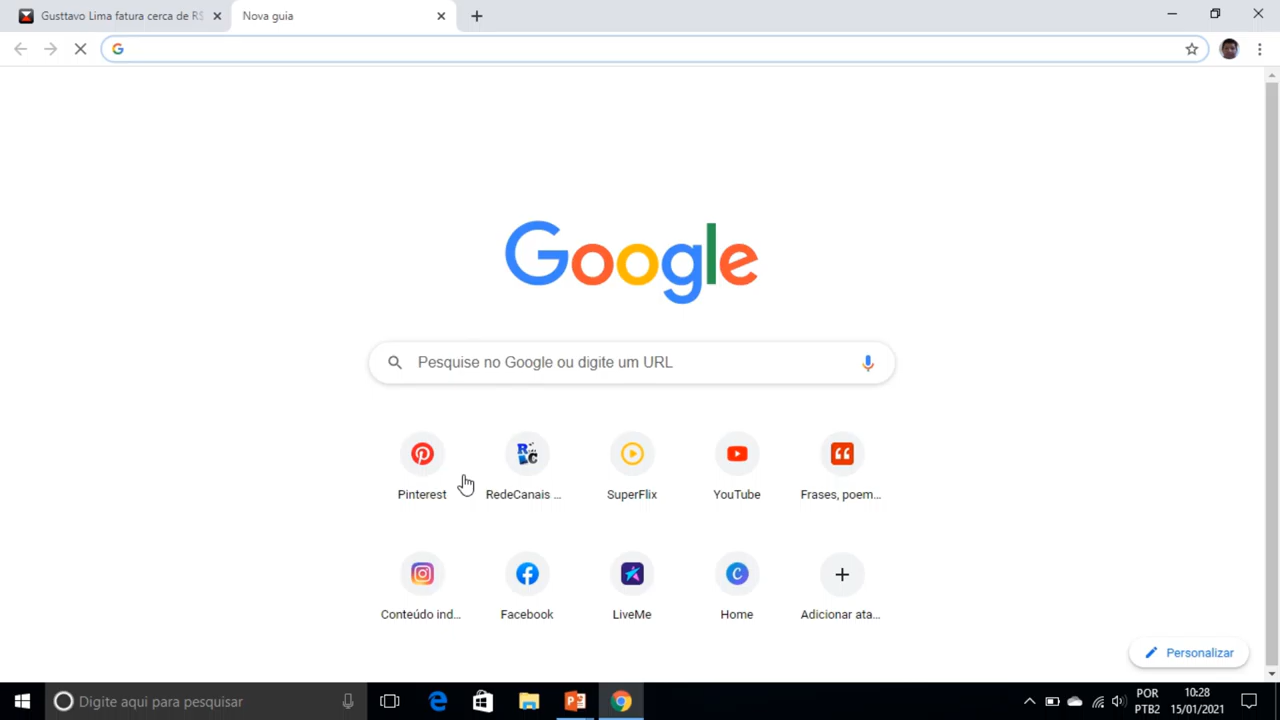 Gusttavo Lima fatura cerca de R$
Nova guia
Google
Pesquise no Google ou digite um URL
Pinterest
RedeCanais ...
SuperFlix
YouTube
Frases, poem...
Conteúdo ind...
Facebook
LiveMe
Home
Adicionar ata...
Personalizar
Digite aqui para pesquisar
POR
PTB2
10:28
15/01/2021